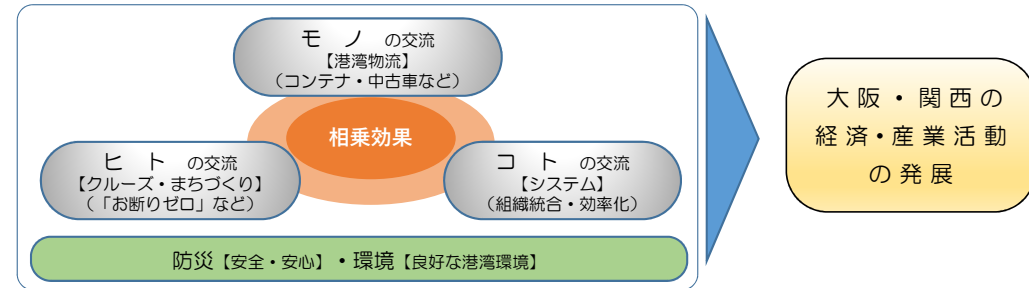 モ ノ の交流
【港湾物流】
（コンテナ・中古車など）
相乗効果
ヒ ト の交流
【クルーズ・まちづくり】
（「お断りゼロ」など）
コ ト の交流
【システム】
（組織統合・効率化）
防災【安全・安心】・環境【良好な港湾環境】
大阪・関西の
経済・産業活動
の発展